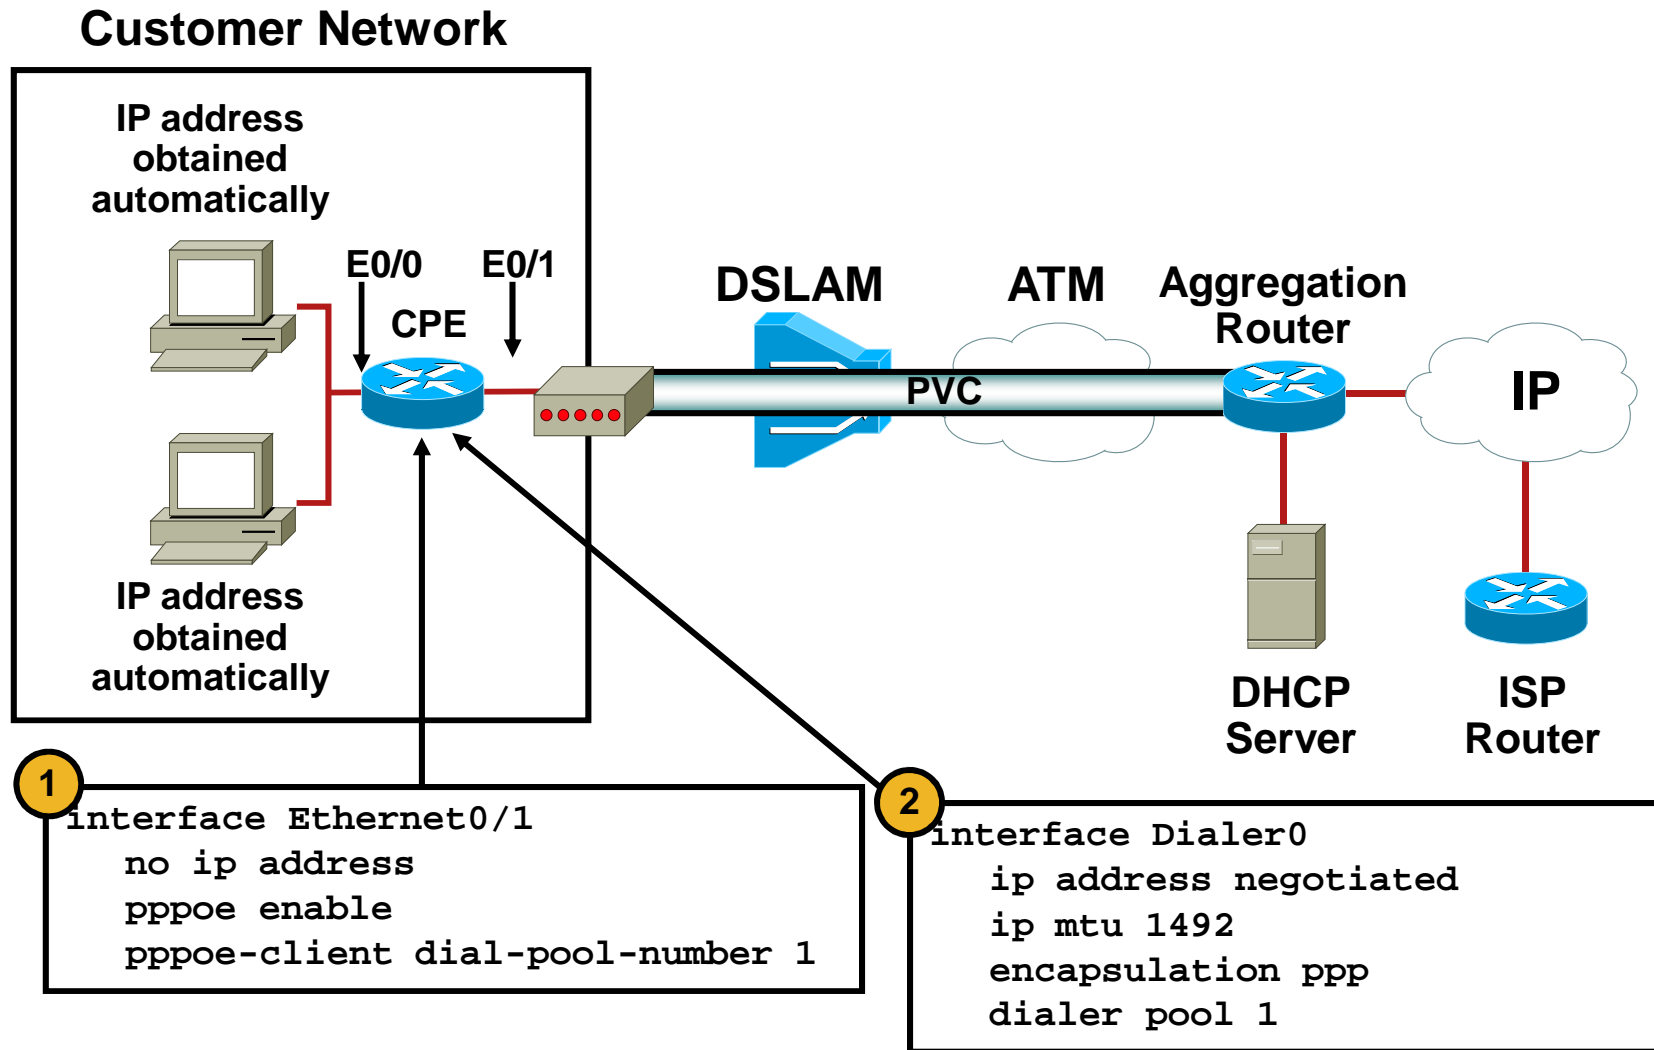 Customer Network
IP address
obtained
automatically
E0/0
E0/1
CPE
DSLAM
ATM
Aggregation
Router
PVC
IP
IP address
obtained
automatically
DHCP
Server
ISP
Router
1
interface Ethernet0/1
no ip address
pppoe enable
pppoe-client dial-pool-number 1
2
interface Dialer0
ip address negotiated
ip mtu 1492
encapsulation ppp
dialer pool 1